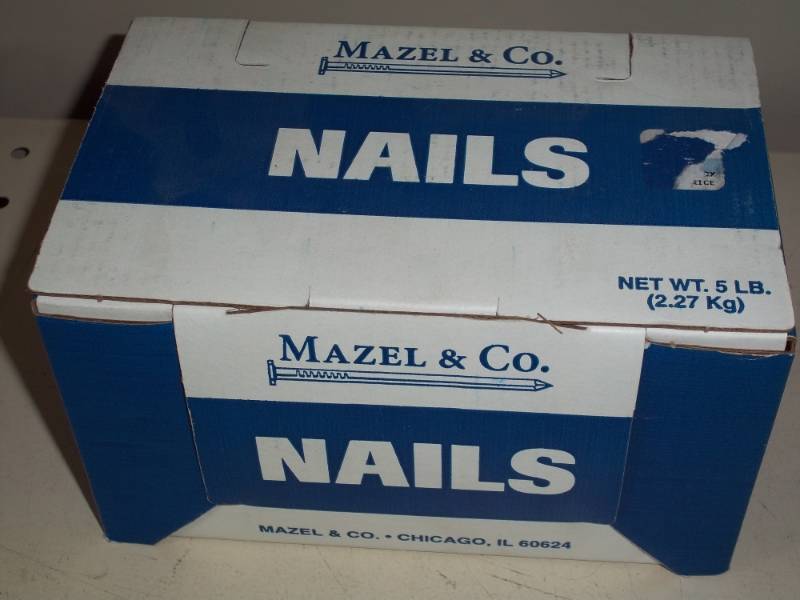 MAZEL & CO.
NAILS
NET WT. 5 LB.
(2.27 Kg)
MAZEL & CO.
NAILS
MAZEL & CO. • CHICAGO, IL 60624